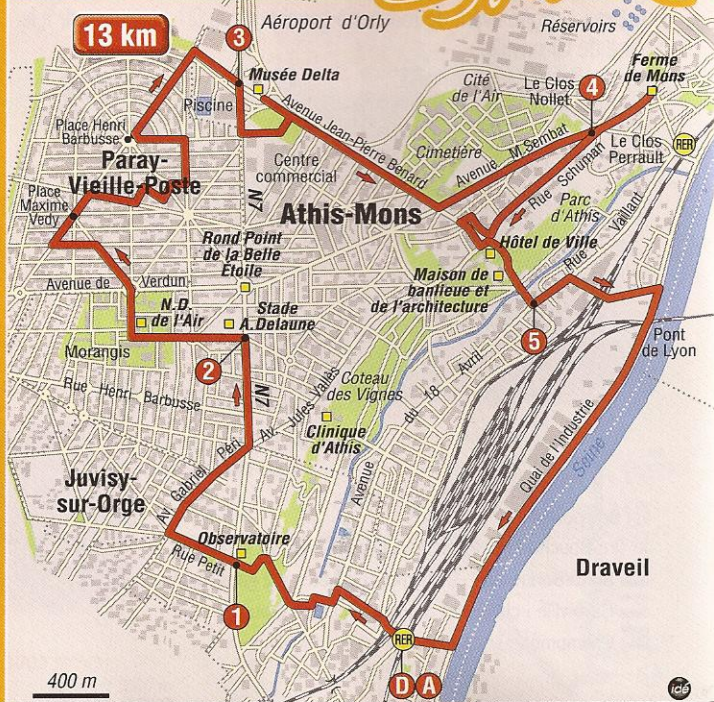 13 km
3
Aéroport d'Orly
Réservoirs
Musée Delta
Cité
de l'Air
Le Clos
Nollet
4
Ferme
de Mons
Piscine
Avenue Jean-Pierre Bénard
Place Henri
Barbusse
Paray-
Vieille-Poste
Centre
commercial
Cimetière
Avenue M. Sembat
Rue Schuman
Le Clos
Perrault
RER
Place
Maxime
Vedy
N7
Athis-Mons
Parc
d'Athis
Rue Vaillant
Rond Point
de la Belle
Etoile
Hôtel de Ville
Maison de
banlieue et
de l'architecture
Avenue de Verdun
N.D.
de l'Air
Stade
A.Delaune
5
Pont
de Lyon
Morangis
2
Rue Henri Barbusse
N7
Av. Jules Vallès
Coteau
des Vignes
Avenue du 18 Avril
Clinique
d'Athis
Quai de l'Industrie
Seine
Av. Gabriel Péri
Juvisy-
sur-Orge
Observatoire
Rue Petit
Draveil
1
RER
D A
400 m
idé